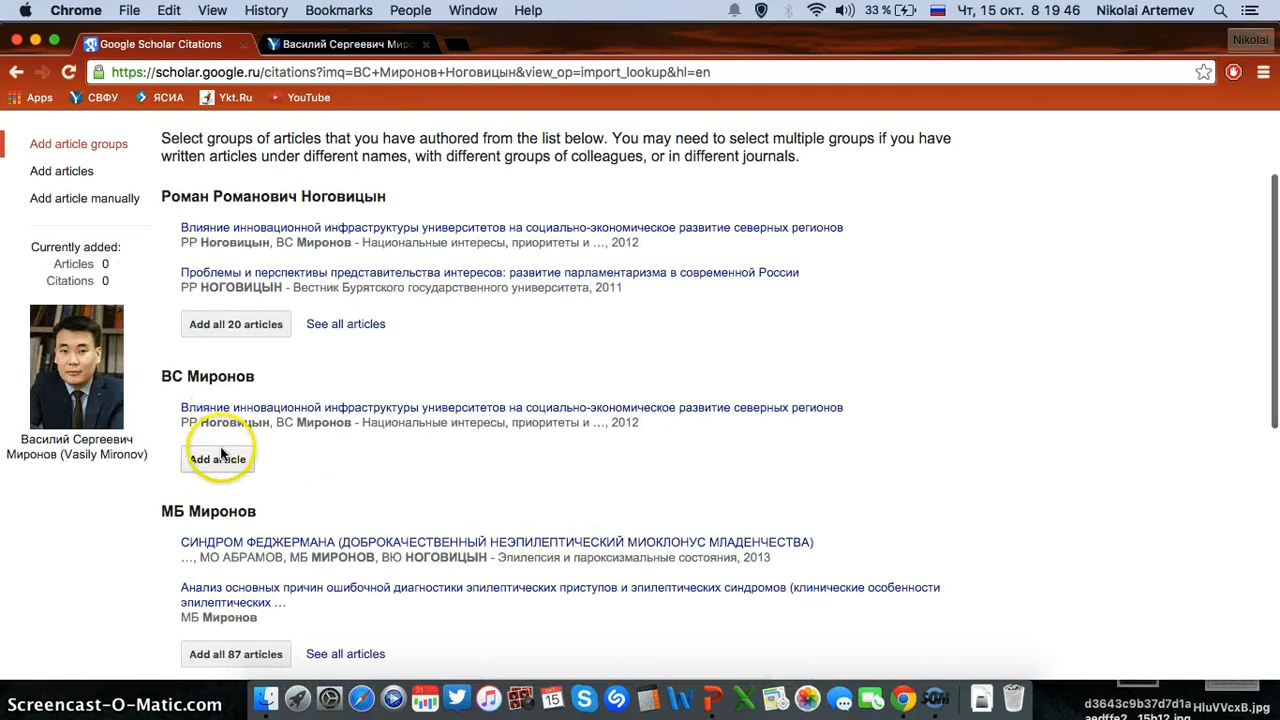 Chrome File Edit View History Bookmarks People Window Help 33 % Чт, 15 окт. 8 19 46 Nikolai Artemev
Google Scholar Citations Василий Сергеевич Миро Nikolai
https://scholar.google.ru/citations?imq=ВС+Миронов+Ноговицын&view_op=import_lookup&hl=en
Apps СВФУ ЯСИА Ykt.Ru YouTube
Add article groups
Add articles
Add article manually
Currently added:
Articles 0
Citations 0
Василий Сергеевич
Миронов (Vasily Mironov)
Select groups of articles that you have authored from the list below. You may need to select multiple groups if you have
written articles under different names, with different groups of colleagues, or in different journals.
Роман Романович Ноговицын
Влияние инновационной инфраструктуры университетов на социально-экономическое развитие северных регионов
РР Ноговицын, ВС Миронов - Национальные интересы, приоритеты и …, 2012
Проблемы и перспективы представительства интересов: развитие парламентаризма в современной России
РР НОГОВИЦЫН - Вестник Бурятского государственного университета, 2011
Add all 20 articles See all articles
ВС Миронов
Влияние инновационной инфраструктуры университетов на социально-экономическое развитие северных регионов
РР Ноговицын, ВС Миронов - Национальные интересы, приоритеты и …, 2012
Add article
МБ Миронов
СИНДРОМ ФЕДЖЕРМАНА (ДОБРОКАЧЕСТВЕННЫЙ НЕЭПИЛЕПТИЧЕСКИЙ МИОКЛОНУС МЛАДЕНЧЕСТВА)
…, МО АБРАМОВ, МБ МИРОНОВ, ВЮ НОГОВИЦЫН - Эпилепсия и пароксизмальные состояния, 2013
Анализ основных причин ошибочной диагностики эпилептических приступов и эпилептических синдромов (клинические особенности
эпилептических …
МБ Миронов
Add all 87 articles See all articles
Screencast-O-Matic.com
d3643c9b37d7d1b
HluVVcxB.jpg